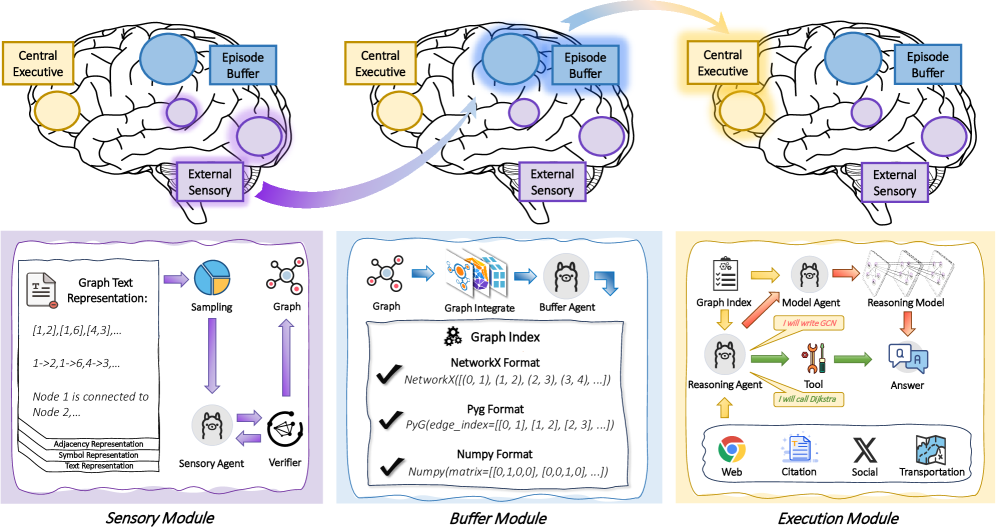 Central
Executive
Episode
Buffer
External
Sensory
Central
Executive
Episode
Buffer
External
Sensory
Central
Executive
Episode
Buffer
External
Sensory
Graph Text
Representation:
[1,2],[1,6],[4,3],...
1->2,1->6,4->3,...
Node 1 is connected to
Node 2,...
Adjacency Representation
Symbol Representation
Text Representation
Sampling
Graph
Sensory Agent
Verifier
Sensory Module
Graph
Graph Integrate
Buffer Agent
Graph Index
NetworkX Format
NetworkX([(0, 1), (1, 2), (2, 3), (3, 4), ...])
Pyg Format
PyG(edge_index=[[0, 1], [1, 2], [2, 3], ...])
Numpy Format
Numpy(matrix=[[0,1,0,0], [0,0,1,0], ...])
Buffer Module
Graph Index
Model Agent
Reasoning Model
I will write GCN
Reasoning Agent
Tool
Q
A
Answer
I will call Dijkstra
Web
Citation
Social
Transportation
Execution Module